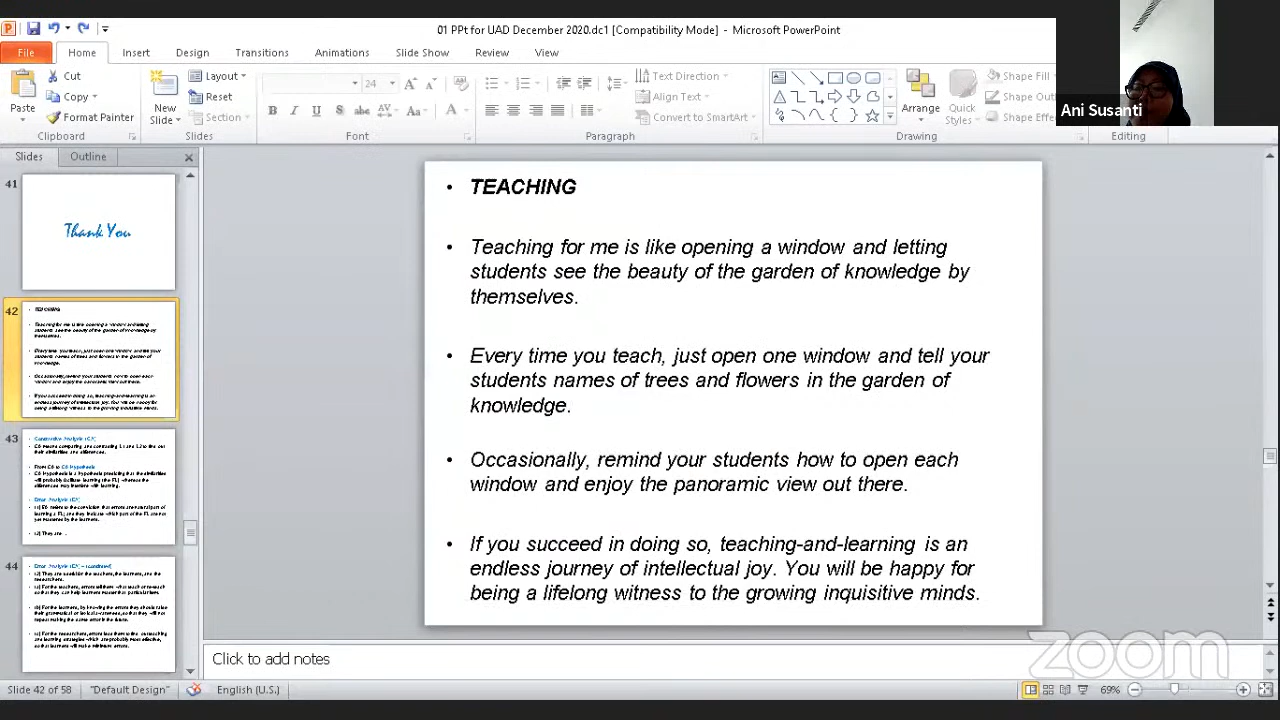 01 PPt for UAD December 2020.dc1 [Compatibility Mode] - Microsoft PowerPoint
File Home Insert Design Transitions Animations Slide Show Review View
Paste
Cut
Copy
Format Painter
Clipboard
New
Slide
Layout
Reset
Section
Slides
24
Font
Text Direction
Align Text
Convert to SmartArt
Paragraph
Arrange
Quick
Styles
Shape Fill
Drawing
Editing
Ani Susanti
Slides Outline
41
Thank You
42
43
44
• TEACHING
• Teaching for me is like opening a window and letting
students see the beauty of the garden of knowledge by
themselves.
• Every time you teach, just open one window and tell your
students names of trees and flowers in the garden of
knowledge.
• Occasionally, remind your students how to open each
window and enjoy the panoramic view out there.
• If you succeed in doing so, teaching-and-learning is an
endless journey of intellectual joy. You will be happy for
being a lifelong witness to the growing inquisitive minds.
Click to add notes
zoom
Slide 42 of 58 "Default Design" English (U.S.) 69%